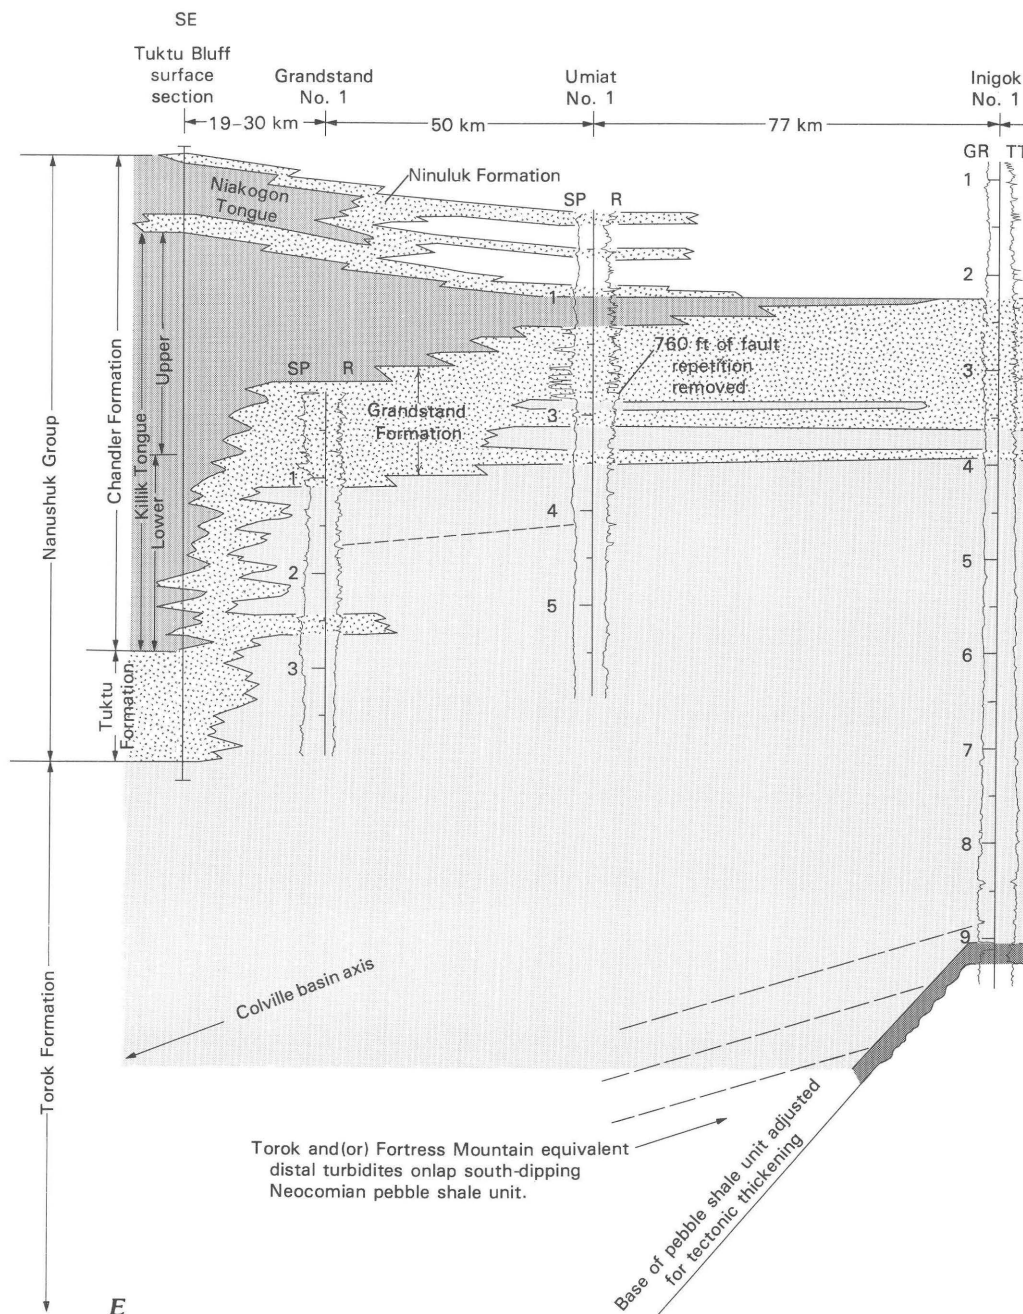 SE
Tuktu Bluff
surface
section
Grandstand
No. 1
Umiat
No. 1
Inigok
No. 1
19–30 km
50 km
77 km
GR
TT
Ninuluk Formation
Niakogon
Tongue
SP
R
1
2
3
4
5
6
7
8
9
1
3
4
5
760 ft of fault
repetition
removed
SP
R
1
2
3
Grandstand
Formation
Upper
Lower
Killik Tongue
Chandler Formation
Nanushuk Group
Tuktu
Formation
Torok Formation
Colville basin axis
Torok and(or) Fortress Mountain equivalent
distal turbidites onlap south-dipping
Neocomian pebble shale unit.
Base of pebble shale unit adjusted
for tectonic thickening
E